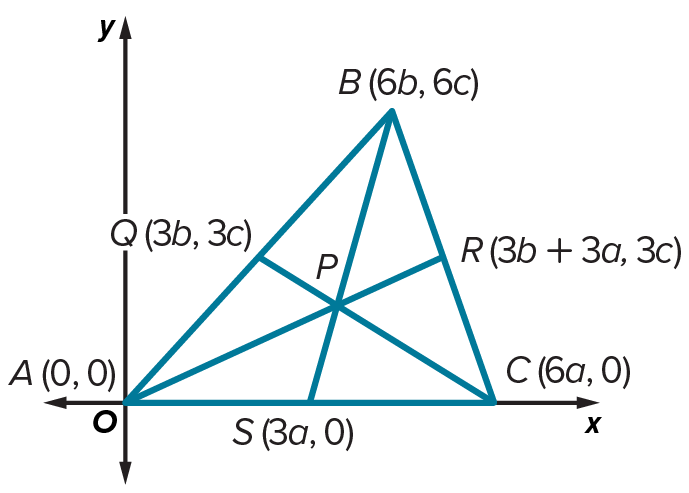 y
B (6b, 6c)
Q (3b, 3c)
P
R (3b + 3a, 3c)
A (0, 0)
C (6a, 0)
O
S (3a, 0)
x